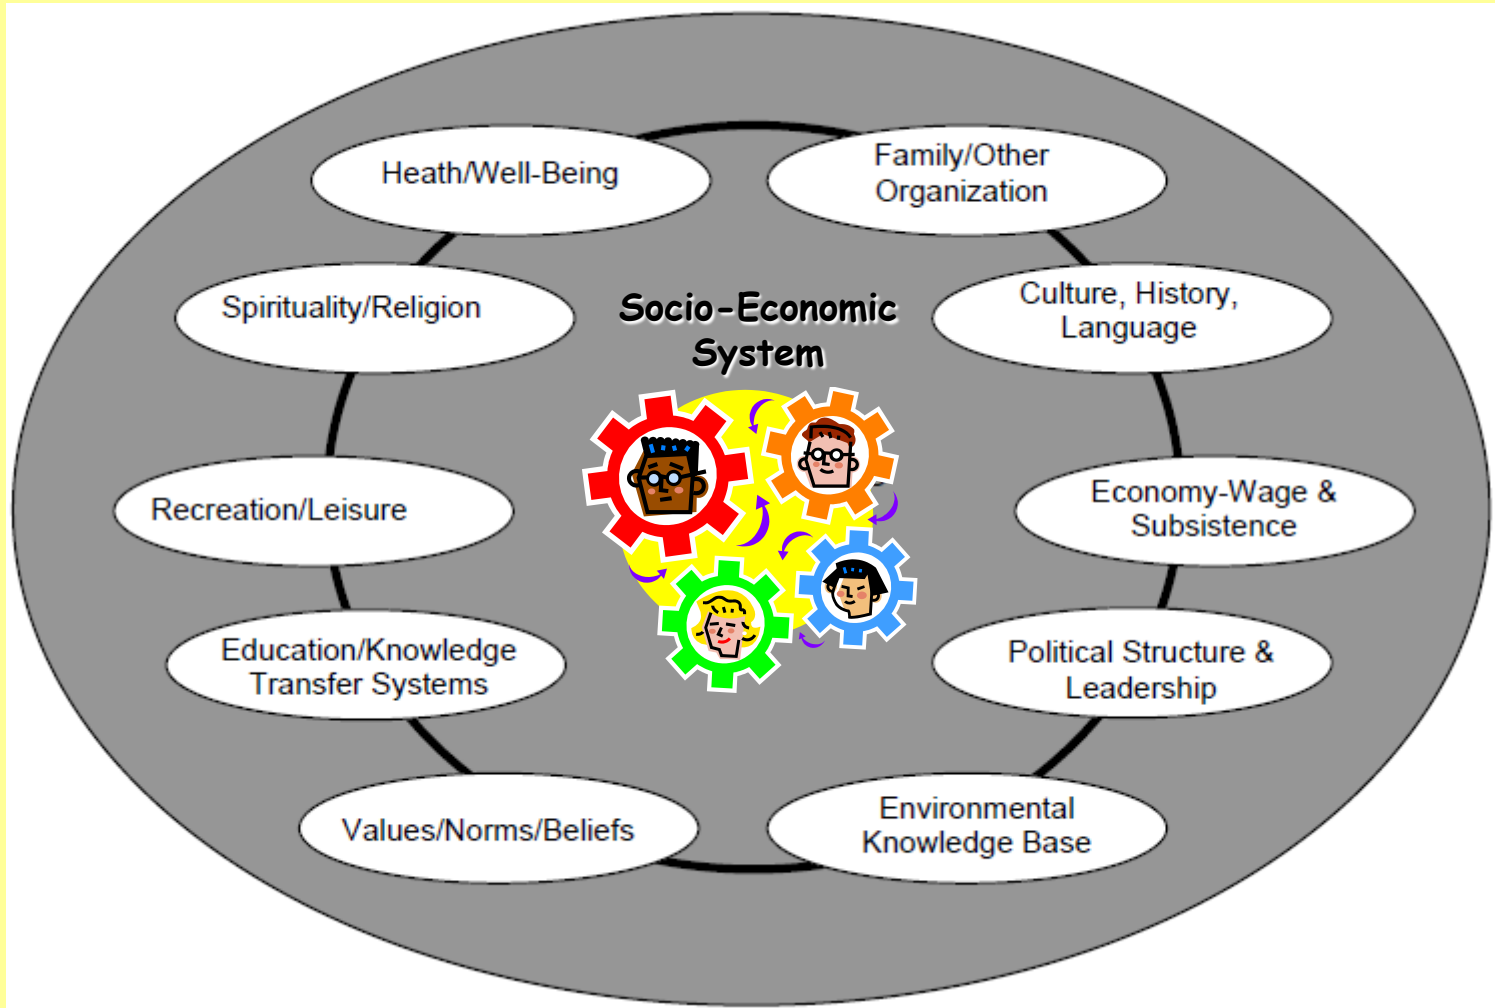 Heath/Well-Being
Family/Other
Organization
Spirituality/Religion
Socio-Economic
System
Culture, History,
Language
Recreation/Leisure
Economy-Wage &
Subsistence
Education/Knowledge
Transfer Systems
Political Structure &
Leadership
Values/Norms/Beliefs
Environmental
Knowledge Base